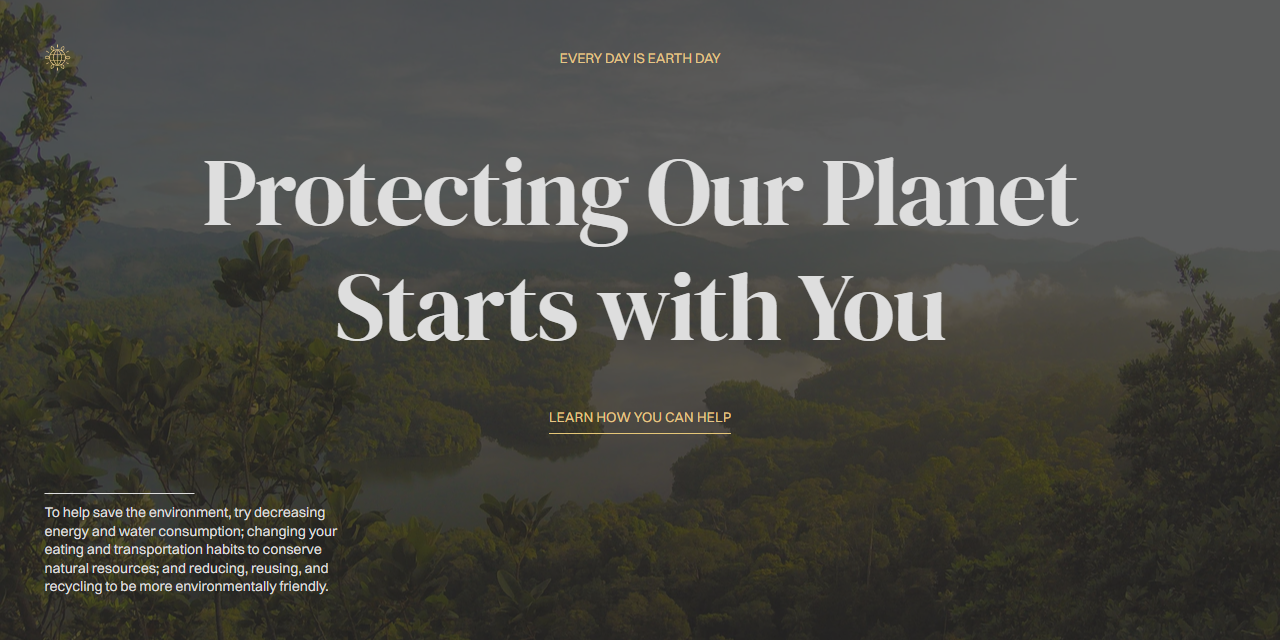 EVERY DAY IS EARTH DAY
Protecting Our Planet
Starts with You
LEARN HOW YOU CAN HELP
To help save the environment, try decreasing
energy and water consumption; changing your
eating and transportation habits to conserve
natural resources; and reducing, reusing, and
recycling to be more environmentally friendly.